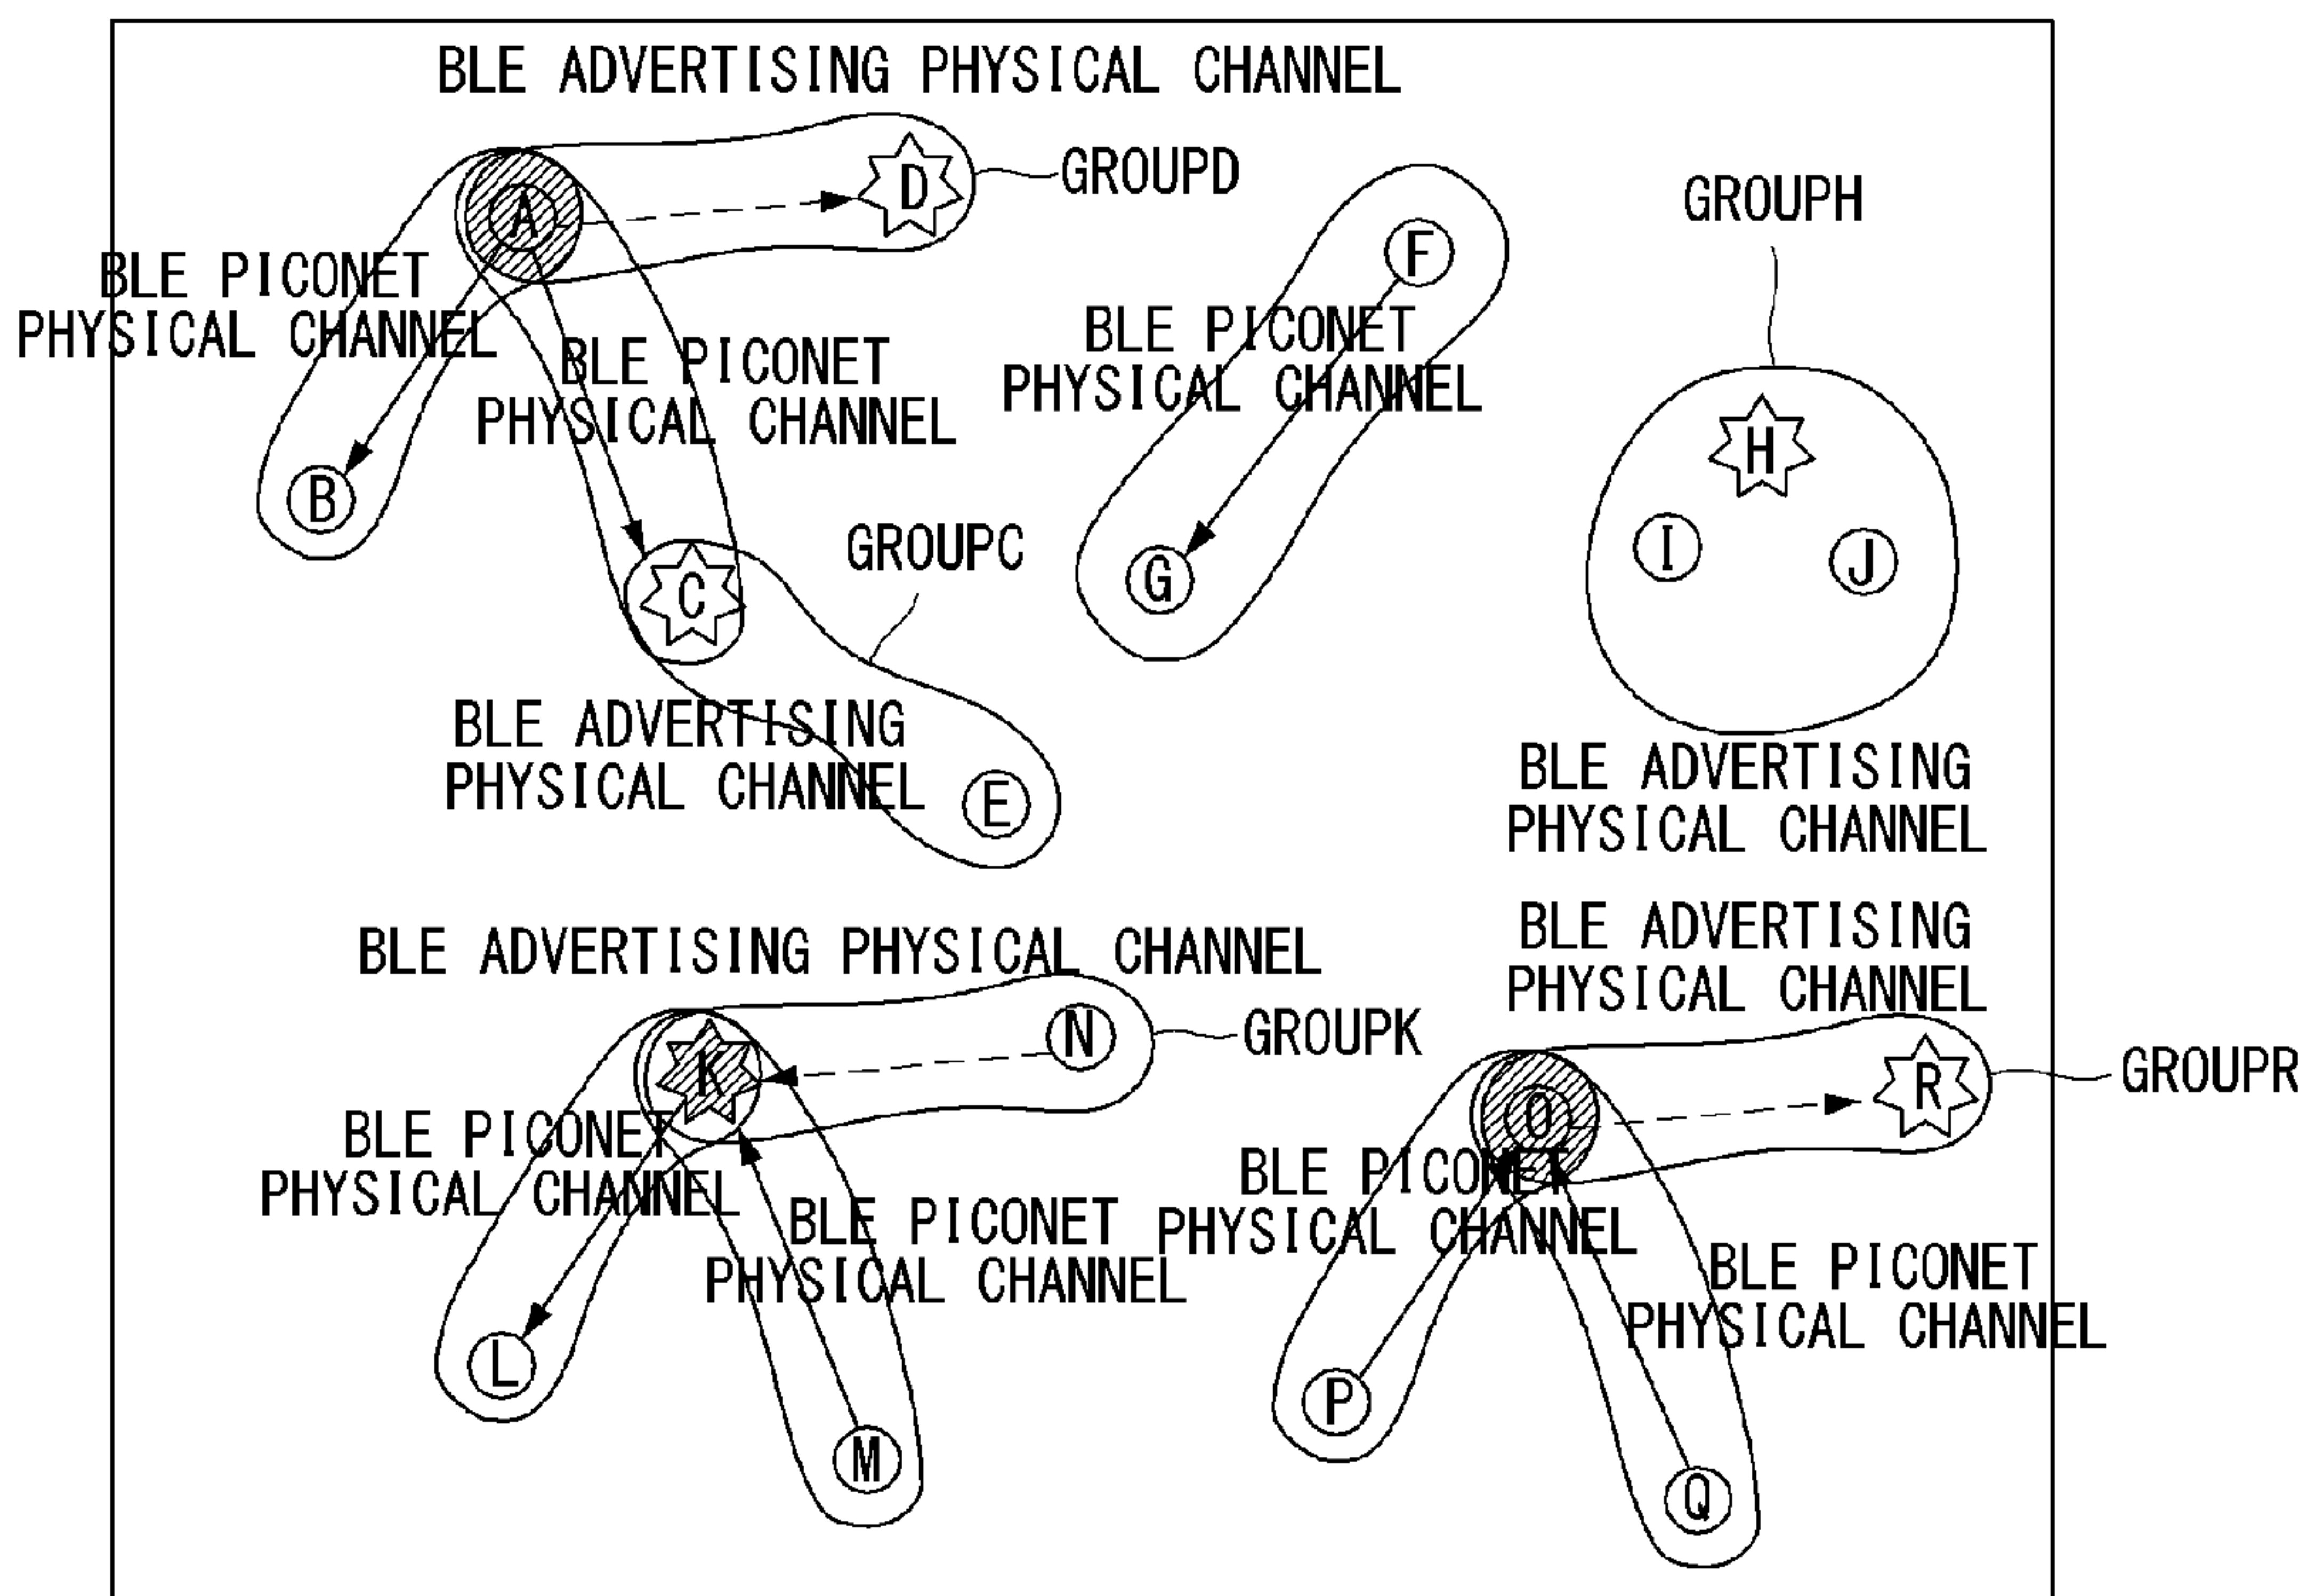 BLE ADVERTISING PHYSICAL CHANNEL
D
GROUPD
A
F
GROUPH
BLE PICONET
PHYSICAL CHANNEL
BLE PICONET
PHYSICAL CHANNEL
BLE PICONET
PHYSICAL CHANNEL
H
B
GROUPC
I
J
C
G
BLE ADVERTISING
PHYSICAL CHANNEL
E
BLE ADVERTISING
PHYSICAL CHANNEL
BLE ADVERTISING PHYSICAL CHANNEL
BLE ADVERTISING
PHYSICAL CHANNEL
N
GROUPK
K
R
GROUPR
O
BLE PICONET
PHYSICAL CHANNEL
BLE PICONET
PHYSICAL CHANNEL
BLE PICONET
PHYSICAL CHANNEL
BLE PICONET
PHYSICAL CHANNEL
L
P
M
Q